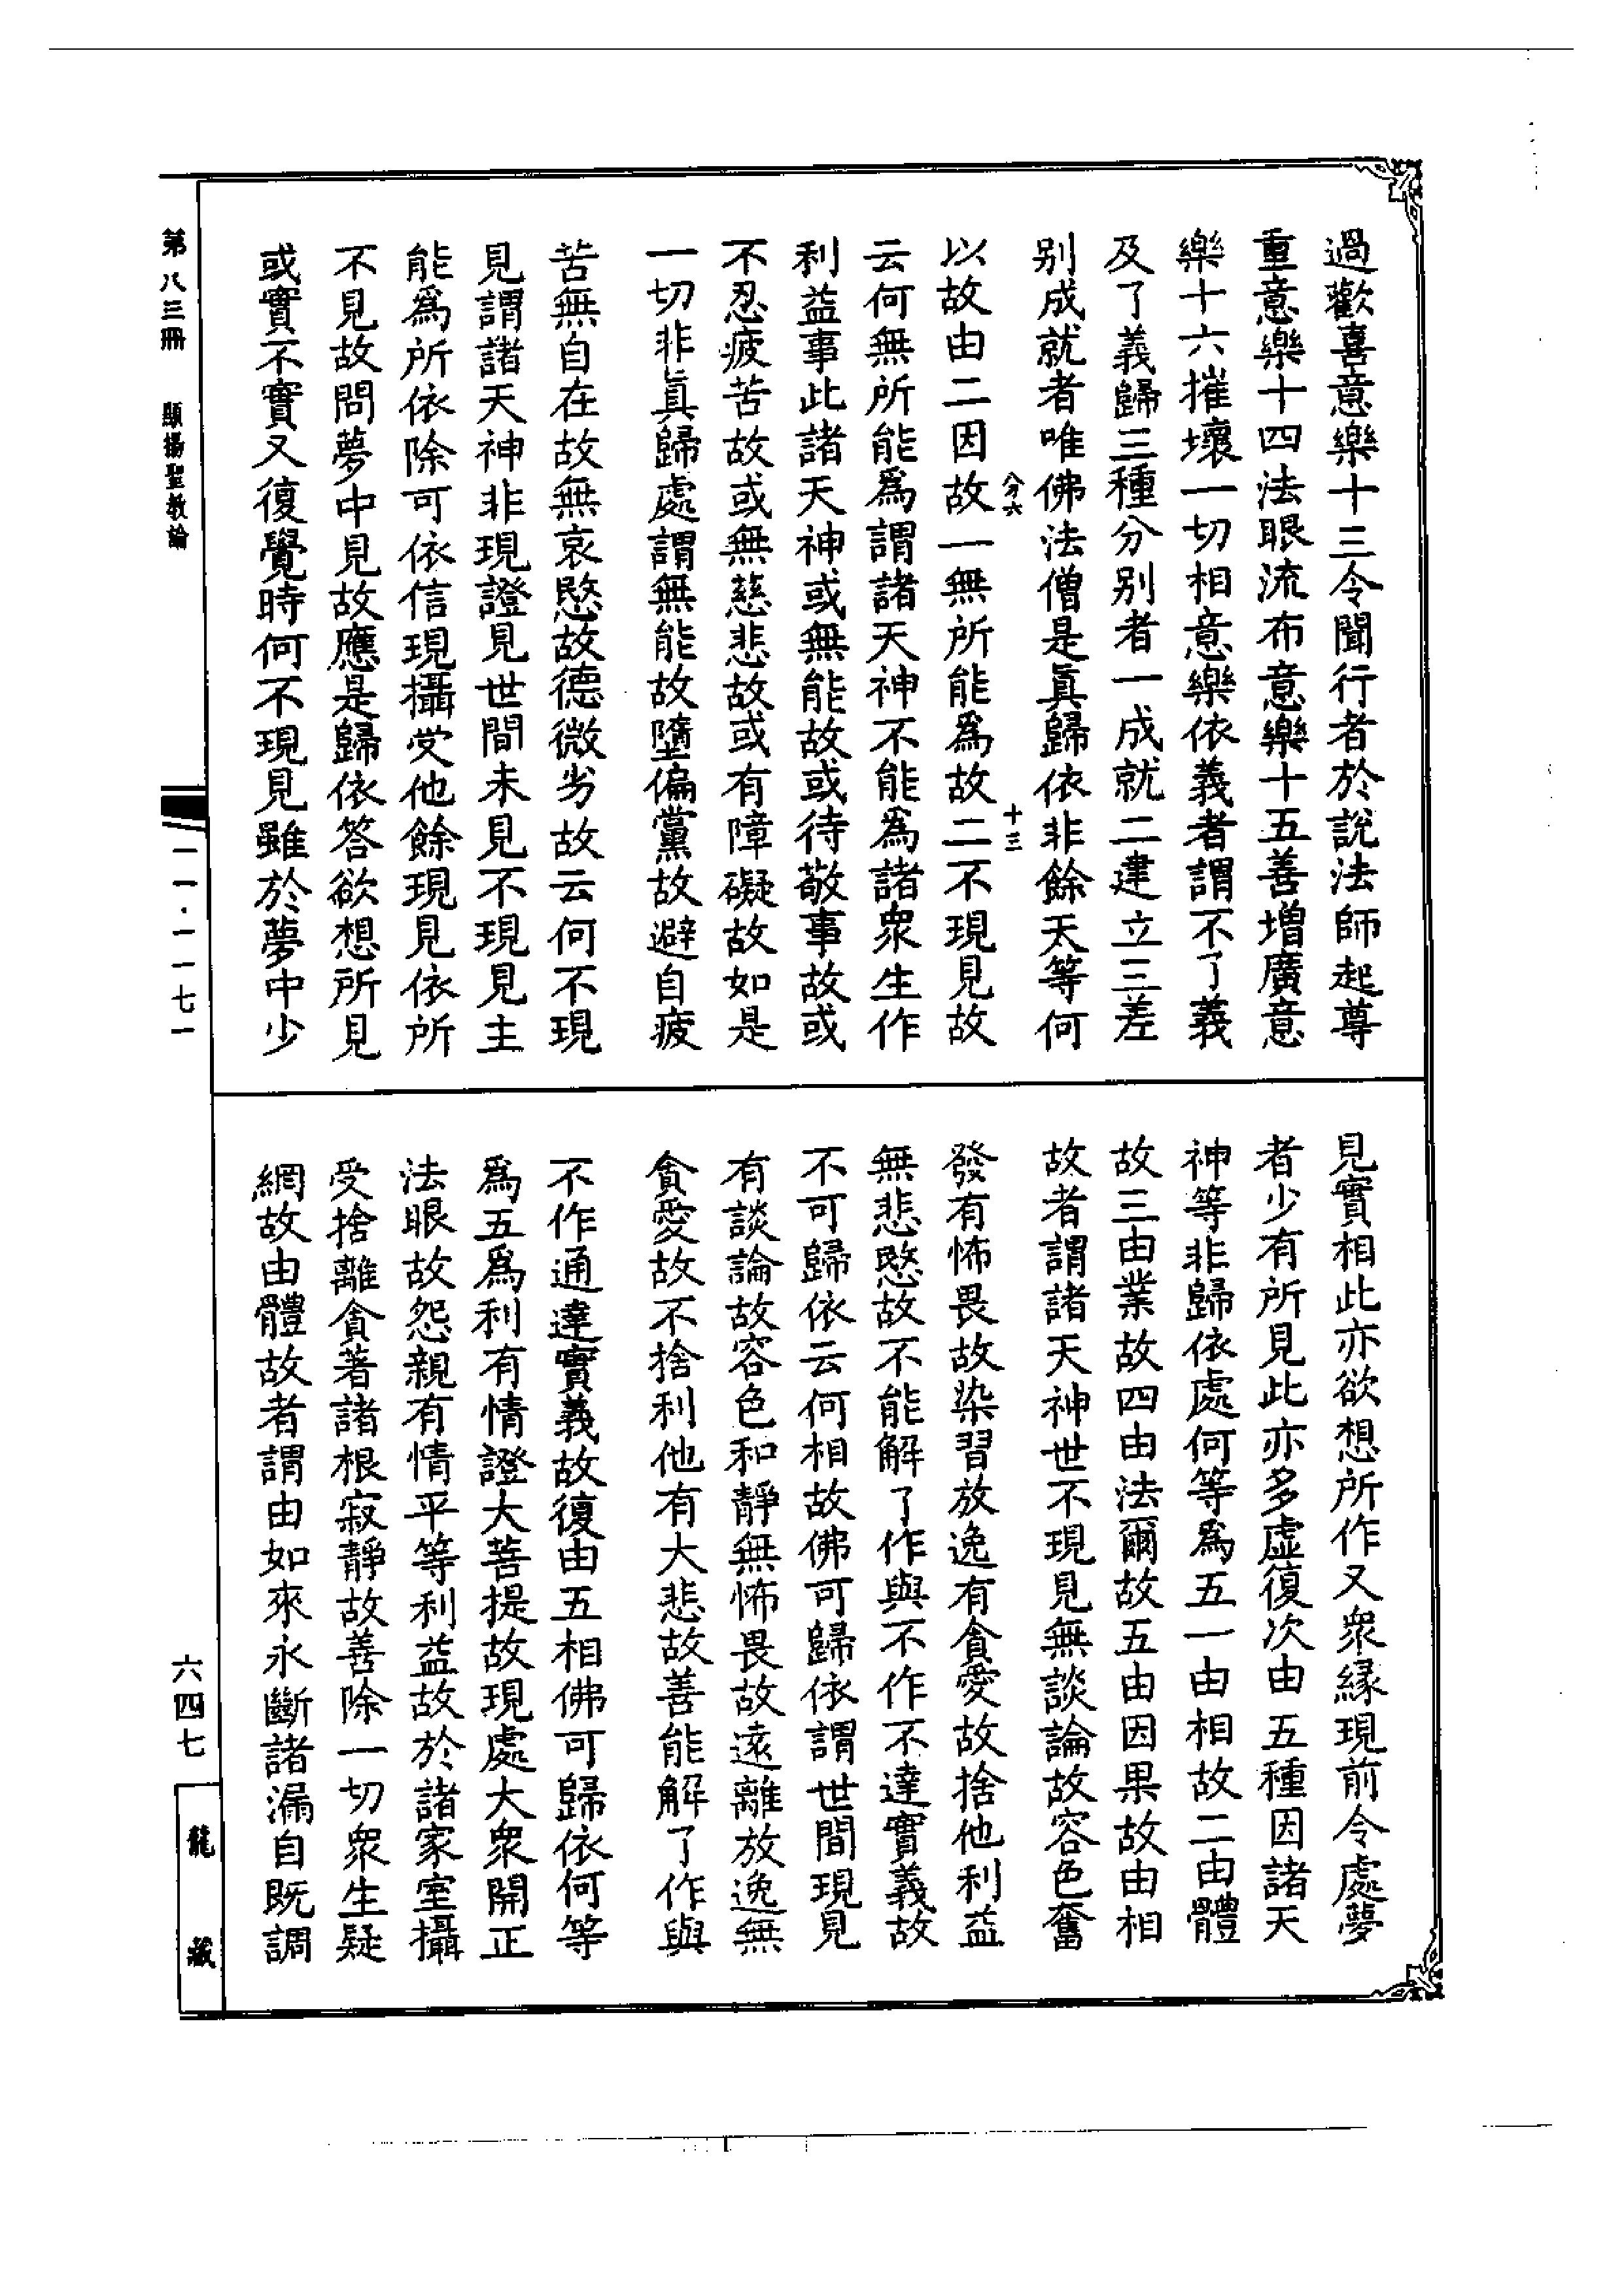 過歡喜意樂十三令聞行者於說法師起尊
重意樂十四法眼流布意樂十五善增廣意
樂十六摧壞一切相意樂依義者謂不了義
及了義歸三種分别者一成就二建立三差
别成就者唯佛法僧是眞歸依非餘天等何
八分六
十三
以故由二因故一無所能爲故二不現見故
云何無所能爲謂諸天神不能爲諸衆生作
利益事此諸天神或無能故或待敬事故或
不忍疲苦故或無慈悲故或有障礙故如是
一切非眞歸處謂無能故墮偏黨故避自疲
苦無自在故無哀愍故德微劣故云何不現
見謂諸天神非現證見世間未見不現見主
能爲所依除可依信現攝受他餘現見依所
不見故問夢中見故應是歸依答欲想所見
或實不實又復覺時何不現見雖於夢中少
見實相此亦欲想所作又衆緣現前令處夢
者少有所見此亦多虛復次由五種因諸天
神等非歸依處何等爲五一由相故二由體
故三由業故四由法爾故五由因果故由相
故者謂諸天神世不現見無談論故容色奮
發有怖畏故染習放逸有貪愛故捨他利益
無悲愍故不能解了作與不作不達實義故
不可歸依云何相故佛可歸依謂世間現見
有談論故容色和靜無怖畏故遠離放逸無
貪愛故不捨利他有大悲故善能解了作與
不作通達實義故復由五相佛可歸依何等
爲五爲利有情證大菩提故現處大衆開正
法眼故怨親有情平等利益故於諸家室攝
受捨離貪著諸根寂靜故善除一切衆生疑
網故由體故者謂由如來永斷諸漏自既調
第八三冊 顯揚聖教論
一一·一一七一
六四七
龍藏